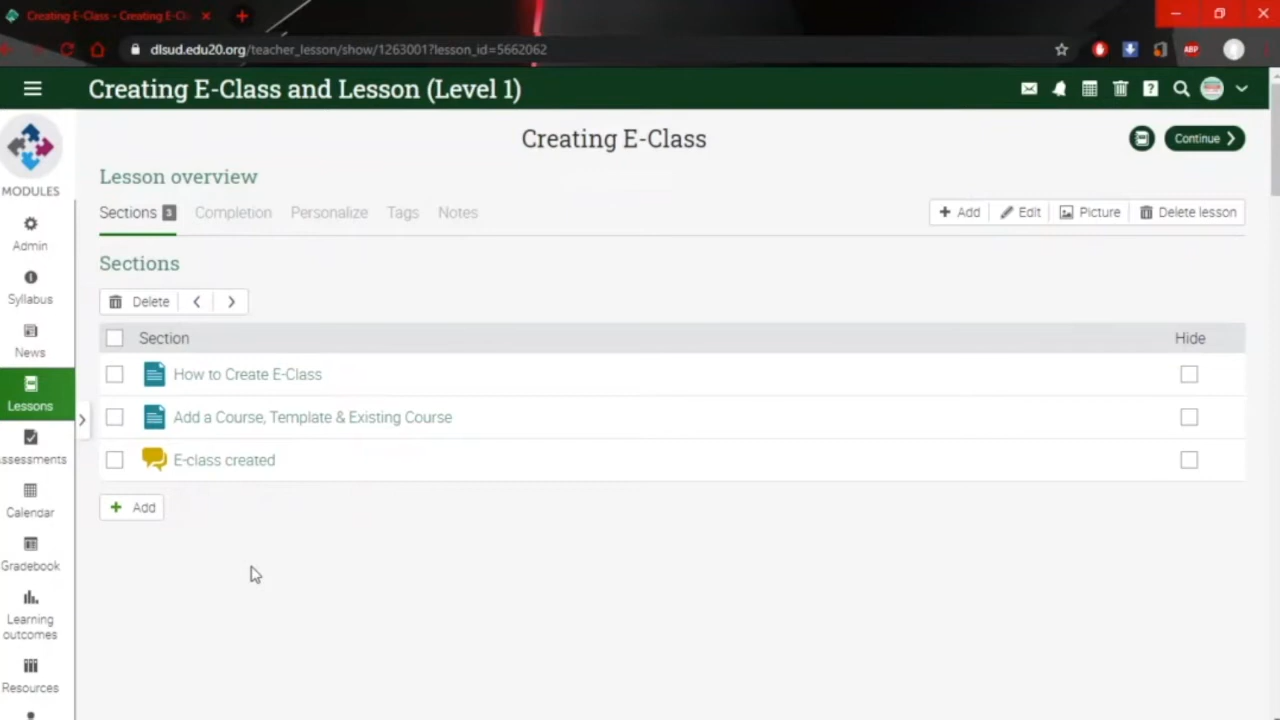 Creating E-Class - Creating E-Cl
dlsud.edu20.org/teacher_lesson/show/1263001?lesson_id=5662062
ABP
Creating E-Class and Lesson (Level 1)
Creating E-Class
Continue
MODULES
Lesson overview
Sections 3 Completion Personalize Tags Notes
Add Edit Picture Delete lesson
Admin
Sections
Syllabus
Delete
Section Hide
News
How to Create E-Class
Lessons
Add a Course, Template & Existing Course
ssessments
E-class created
Calendar
Add
Gradebook
Learning
outcomes
Resources